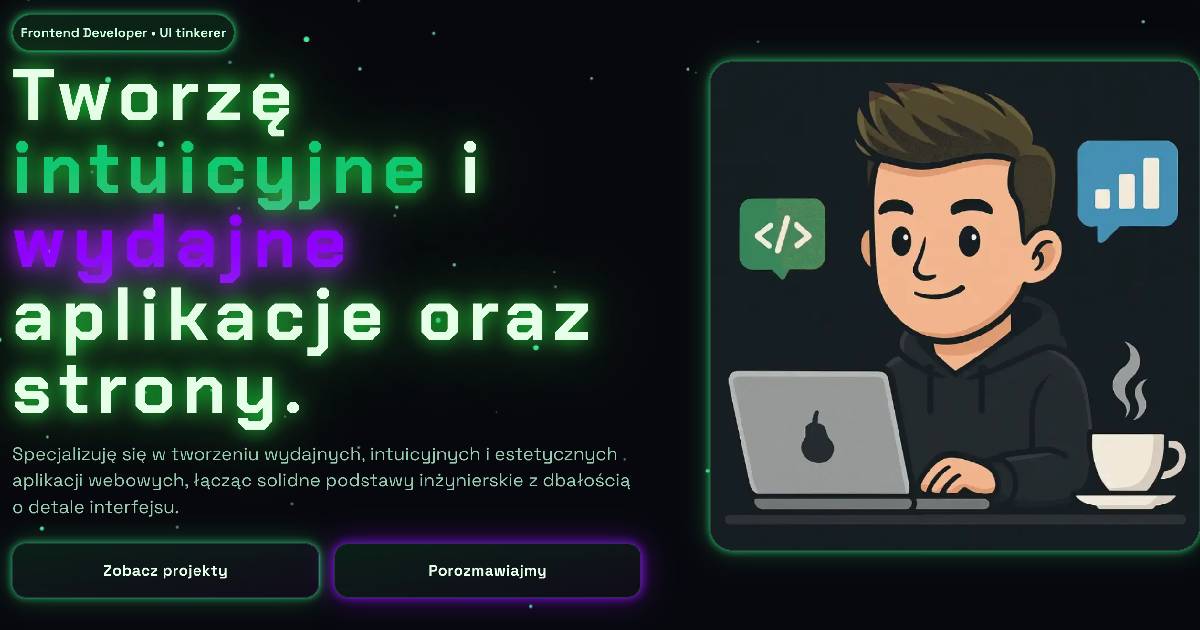 Frontend Developer • UI tinkerer
Tworzę
intuicyjne i
wydajne
aplikacje oraz
strony.
Specjalizuję się w tworzeniu wydajnych, intuicyjnych i estetycznych
aplikacji webowych, łącząc solidne podstawy inżynierskie z dbałością
o detale interfejsu.
Zobacz projekty
Porozmawiajmy
</>